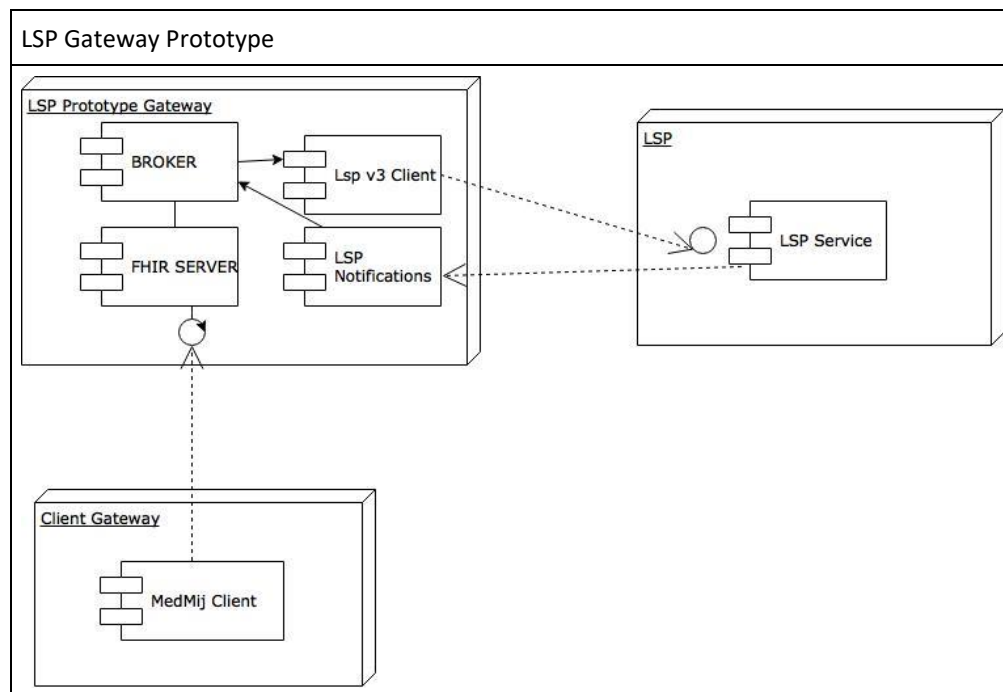 LSP Gateway Prototype
LSP Prototype Gateway
BROKER
Lsp v3 Client
FHIR SERVER
LSP
Notifications
LSP
LSP Service
Client Gateway
MedMij Client